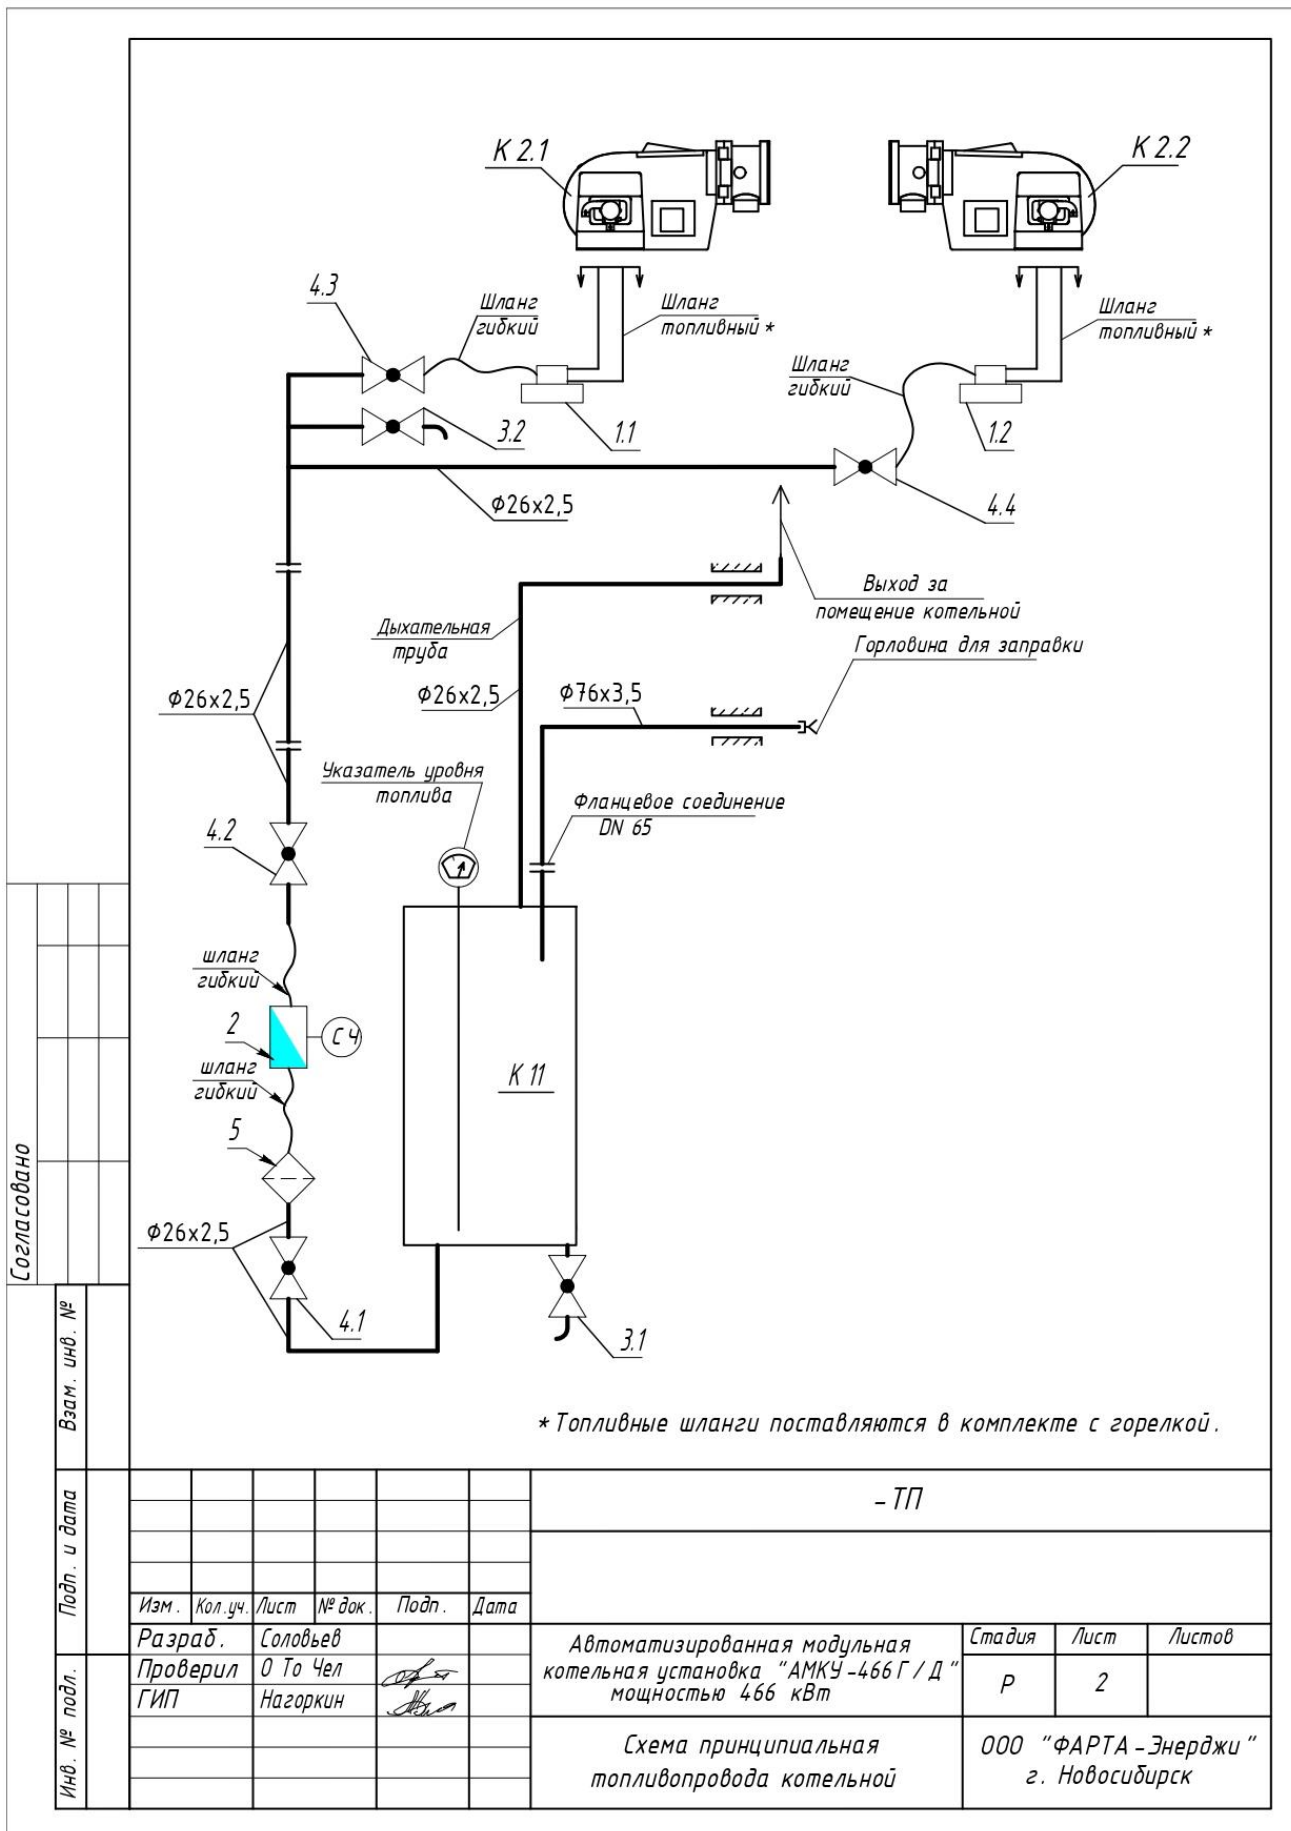 К 2.1
К 2.2
4.3
Шланг
гибкий
Шланг
топливный *
Шланг
топливный *
Шланг
гибкий
3.2
1.1
1.2
4.4
Φ26х2,5
Выход за
помещение котельной
Дыхательная
труба
Горловина для заправки
Φ26х2,5
Φ26х2,5
Φ76х3,5
Указатель уровня
топлива
Фланцевое соединение
DN 65
4.2
шланг
гибкий
2
СЧ
шланг
гибкий
К 11
5
Φ26х2,5
4.1
3.1
* Топливные шланги поставляются в комплекте с горелкой.
Согласовано
Взам. инв. №
Подп. и дата
Инв. № подл.
-ТП
Изм. Кол.уч. Лист № док. Подп. Дата
Разраб. Соловьев
Проверил О То Чел
ГИП Нагоркин
Автоматизированная модульная
котельная установка "АМКУ-466 Г / Д"
мощностью 466 кВт
Стадия Лист Листов
Р 2
Схема принципиальная
топливопровода котельной
ООО "ФАРТА-Энерджи"
г. Новосибирск